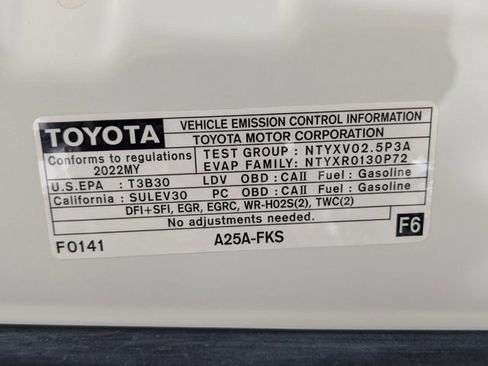 TOYOTA
VEHICLE EMISSION CONTROL INFORMATION
TOYOTA MOTOR CORPORATION
Conforms to regulations
2022MY
TEST GROUP : NTYXV02.5P3A
EVAP FAMILY: NTYXR0130P72
U.S.EPA : T3B30 LDV OBD : CAII Fuel : Gasoline
California : SULEV30 PC OBD : CAII Fuel : Gasoline
DFI+SFI, EGR, EGRC, WR-HO2S(2), TWC(2)
No adjustments needed.
F0141
A25A-FKS
F6